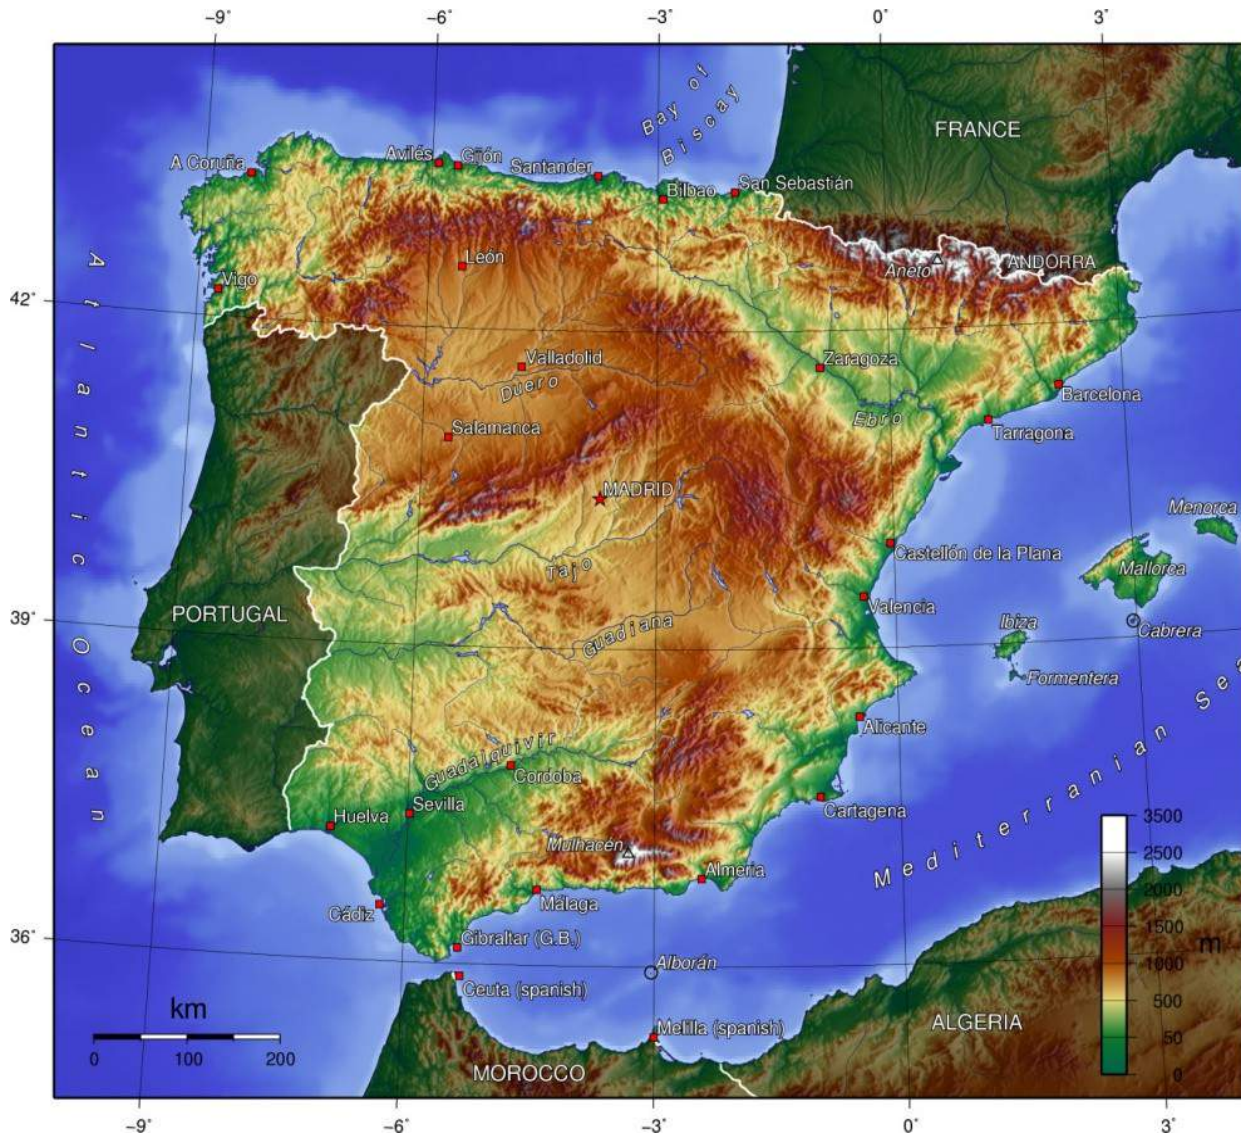 -9°
-6°
-3°
0°
3°
Bay of
Biscay
FRANCE
A Coruña
Avilés
Gijón
Santander
Bilbao
San Sebastián
León
Aneto
ANDORRA
Vigo
42°
Valladolid
Duero
Zaragoza
Ebro
Barcelona
Tarragona
Salamanca
MADRID
Atlantic Ocean
Menorca
Mallorca
Castellón de la Plana
Tajo
PORTUGAL
Valencia
39°
Guadiana
Ibiza
Cabrera
Formentera
Alicante
Mediterranian Sea
Guadalquivir
Cordoba
Sevilla
Huelva
Cartagena
Mulhacén
Almeria
Málaga
Cádiz
36°
Gibraltar (G.B.)
Alborán
Ceuta (spanish)
Melilla (spanish)
MOROCCO
ALGERIA
km
0 100 200
3500
2500
2000
1500
1000
500
50
0
m
-9°
-6°
-3°
0°
3°